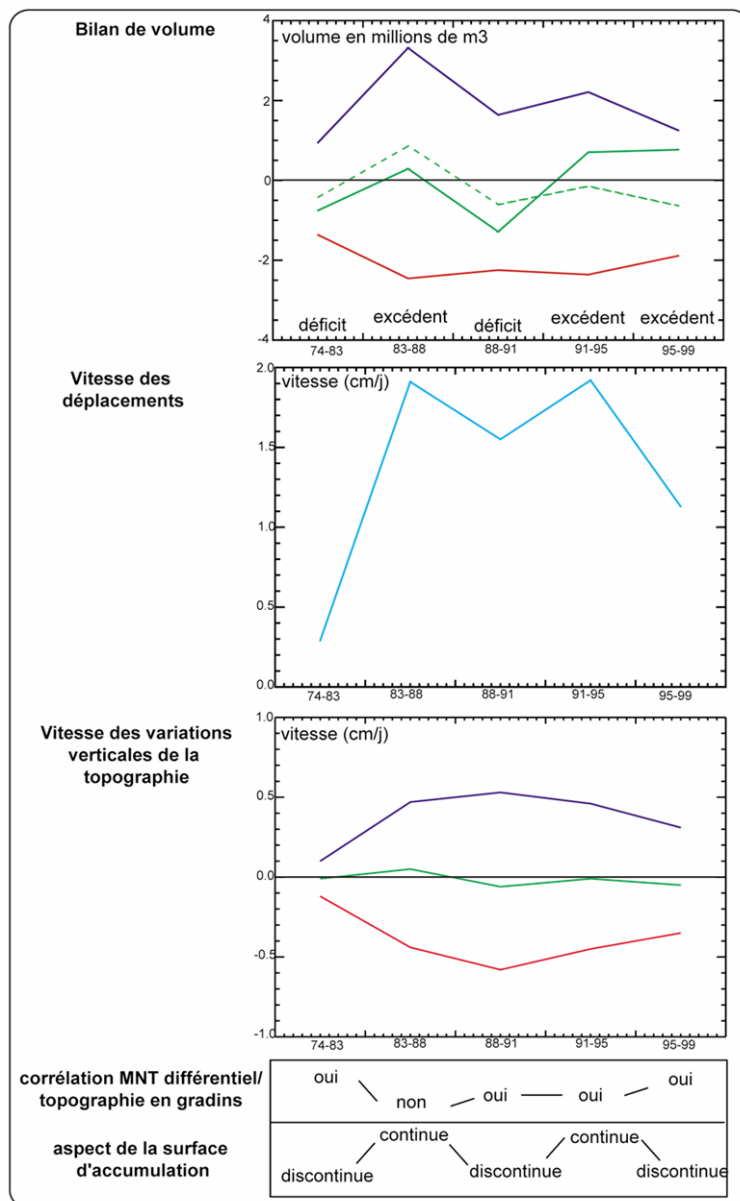 Bilan de volume
volume en millions de m3
4
2
0
-2
-4
déficit
excédent
déficit
excédent
excédent
74-83
83-88
88-91
91-95
95-99
Vitesse des
déplacements
vitesse (cm/j)
2.0
1.5
1.0
0.5
0.0
74-83
83-88
88-91
91-95
95-99
Vitesse des variations
verticales de la
topographie
vitesse (cm/j)
1.0
0.5
0.0
-0.5
-1.0
74-83
83-88
88-91
91-95
95-99
corrélation MNT différentiel/
topographie en gradins
oui
non
oui
oui
oui
aspect de la surface
d'accumulation
discontinue
continue
discontinue
continue
discontinue